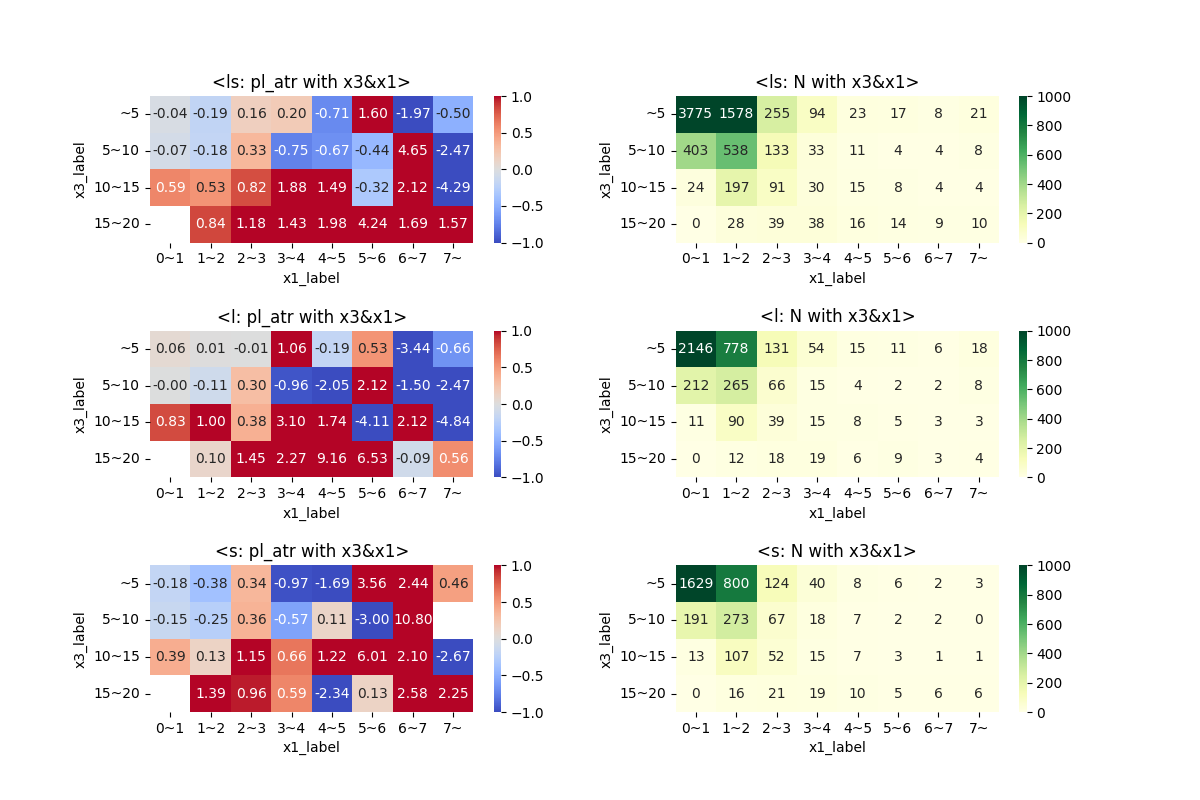 <ls: pl_atr with x3&x1>
x3_label
~5 -0.04 -0.19 0.16 0.20 -0.71 1.60 -1.97 -0.50
5~10 -0.07 -0.18 0.33 -0.75 -0.67 -0.44 4.65 -2.47
10~15 0.59 0.53 0.82 1.88 1.49 -0.32 2.12 -4.29
15~20 0.84 1.18 1.43 1.98 4.24 1.69 1.57
0~1 1~2 2~3 3~4 4~5 5~6 6~7 7~
x1_label
1.0
0.5
0.0
−0.5
−1.0
<ls: N with x3&x1>
x3_label
~5 3775 1578 255 94 23 17 8 21
5~10 403 538 133 33 11 4 4 8
10~15 24 197 91 30 15 8 4 4
15~20 0 28 39 38 16 14 9 10
0~1 1~2 2~3 3~4 4~5 5~6 6~7 7~
x1_label
1000
800
600
400
200
0
<l: pl_atr with x3&x1>
x3_label
~5 0.06 0.01 -0.01 1.06 -0.19 0.53 -3.44 -0.66
5~10 -0.00 -0.11 0.30 -0.96 -2.05 2.12 -1.50 -2.47
10~15 0.83 1.00 0.38 3.10 1.74 -4.11 2.12 -4.84
15~20 0.10 1.45 2.27 9.16 6.53 -0.09 0.56
0~1 1~2 2~3 3~4 4~5 5~6 6~7 7~
x1_label
1.0
0.5
0.0
−0.5
−1.0
<l: N with x3&x1>
x3_label
~5 2146 778 131 54 15 11 6 18
5~10 212 265 66 15 4 2 2 8
10~15 11 90 39 15 8 5 3 3
15~20 0 12 18 19 6 9 3 4
0~1 1~2 2~3 3~4 4~5 5~6 6~7 7~
x1_label
1000
800
600
400
200
0
<s: pl_atr with x3&x1>
x3_label
~5 -0.18 -0.38 0.34 -0.97 -1.69 3.56 2.44 0.46
5~10 -0.15 -0.25 0.36 -0.57 0.11 -3.00 10.80
10~15 0.39 0.13 1.15 0.66 1.22 6.01 2.10 -2.67
15~20 1.39 0.96 0.59 -2.34 0.13 2.58 2.25
0~1 1~2 2~3 3~4 4~5 5~6 6~7 7~
x1_label
1.0
0.5
0.0
−0.5
−1.0
<s: N with x3&x1>
x3_label
~5 1629 800 124 40 8 6 2 3
5~10 191 273 67 18 7 2 2 0
10~15 13 107 52 15 7 3 1 1
15~20 0 16 21 19 10 5 6 6
0~1 1~2 2~3 3~4 4~5 5~6 6~7 7~
x1_label
1000
800
600
400
200
0